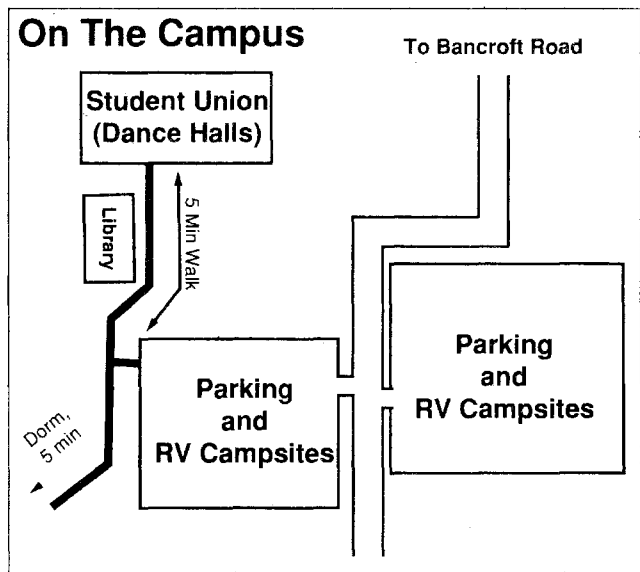 On The Campus
To Bancroft Road
Student Union
(Dance Halls)
Library
5 Min Walk
Parking
and
RV Campsites
Parking
and
RV Campsites
Dorm,
5 min